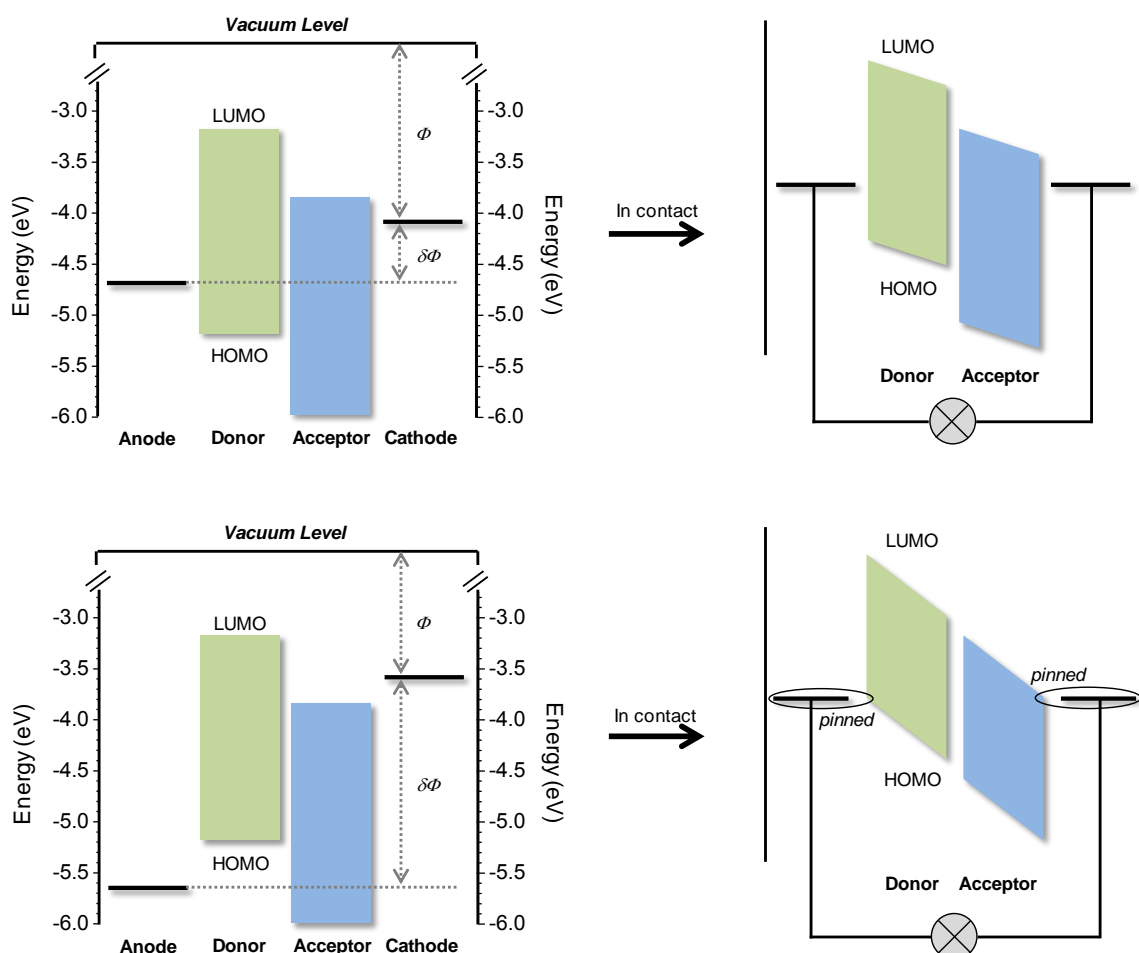 Vacuum Level
-3.0
-3.5
-4.0
-4.5
-5.0
-5.5
-6.0
Energy (eV)
LUMO
HOMO
Φ
δΦ
-3.0
-3.5
-4.0
-4.5
-5.0
-5.5
-6.0
Energy (eV)
Anode Donor Acceptor Cathode
In contact
LUMO
HOMO
Donor Acceptor
Vacuum Level
-3.0
-3.5
-4.0
-4.5
-5.0
-5.5
-6.0
Energy (eV)
LUMO
HOMO
Φ
δΦ
-3.0
-3.5
-4.0
-4.5
-5.0
-5.5
-6.0
Energy (eV)
Anode Donor Acceptor Cathode
In contact
LUMO
pinned
pinned
HOMO
Donor Acceptor